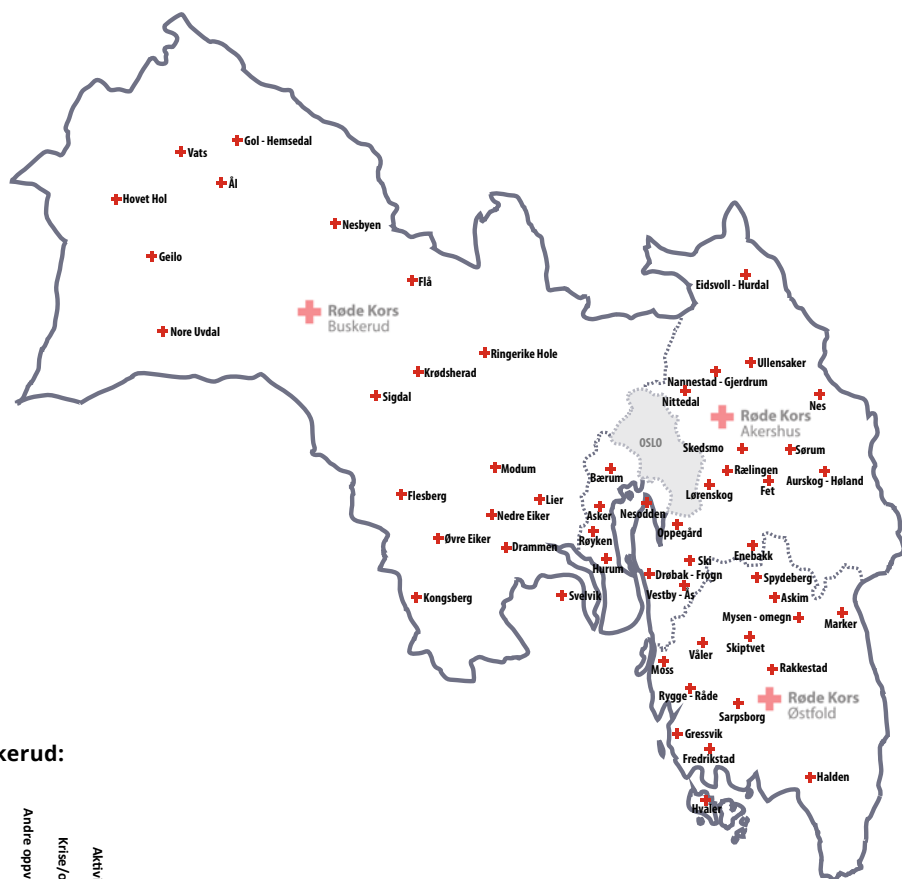 Gol - Hemsedal
Vats
Ål
Hovet Hol
Nesbyen
Geilo
Flå
Eidsvoll - Hurdal
Røde Kors
Buskerud
Nore Uvdal
Ringerike Hole
Ullensaker
Krødsherad
Nannestad - Gjerdrum
Sigdal
Nittedal
Nes
Røde Kors
Akershus
OSLO
Skedsmo
Sørum
Modum
Bærum
Rælingen
Aurskog - Høland
Fet
Lørenskog
Flesberg
Lier
Nesodden
Asker
Nedre Eiker
Oppegård
Øvre Eiker
Røyken
Drammen
Enebakk
Hurum
Ski
Drøbak - Frogn
Spydeberg
Kongsberg
Svelvik
Vestby - Ås
Askim
Mysen - omegn
Marker
Skiptvet
Våler
Moss
Rakkestad
Rygge - Råde
Røde Kors
Østfold
Sarpsborg
Gressvik
kerud:
Fredrikstad
Halden
Hvaler
Andre oppv
Krise/
Aktiv